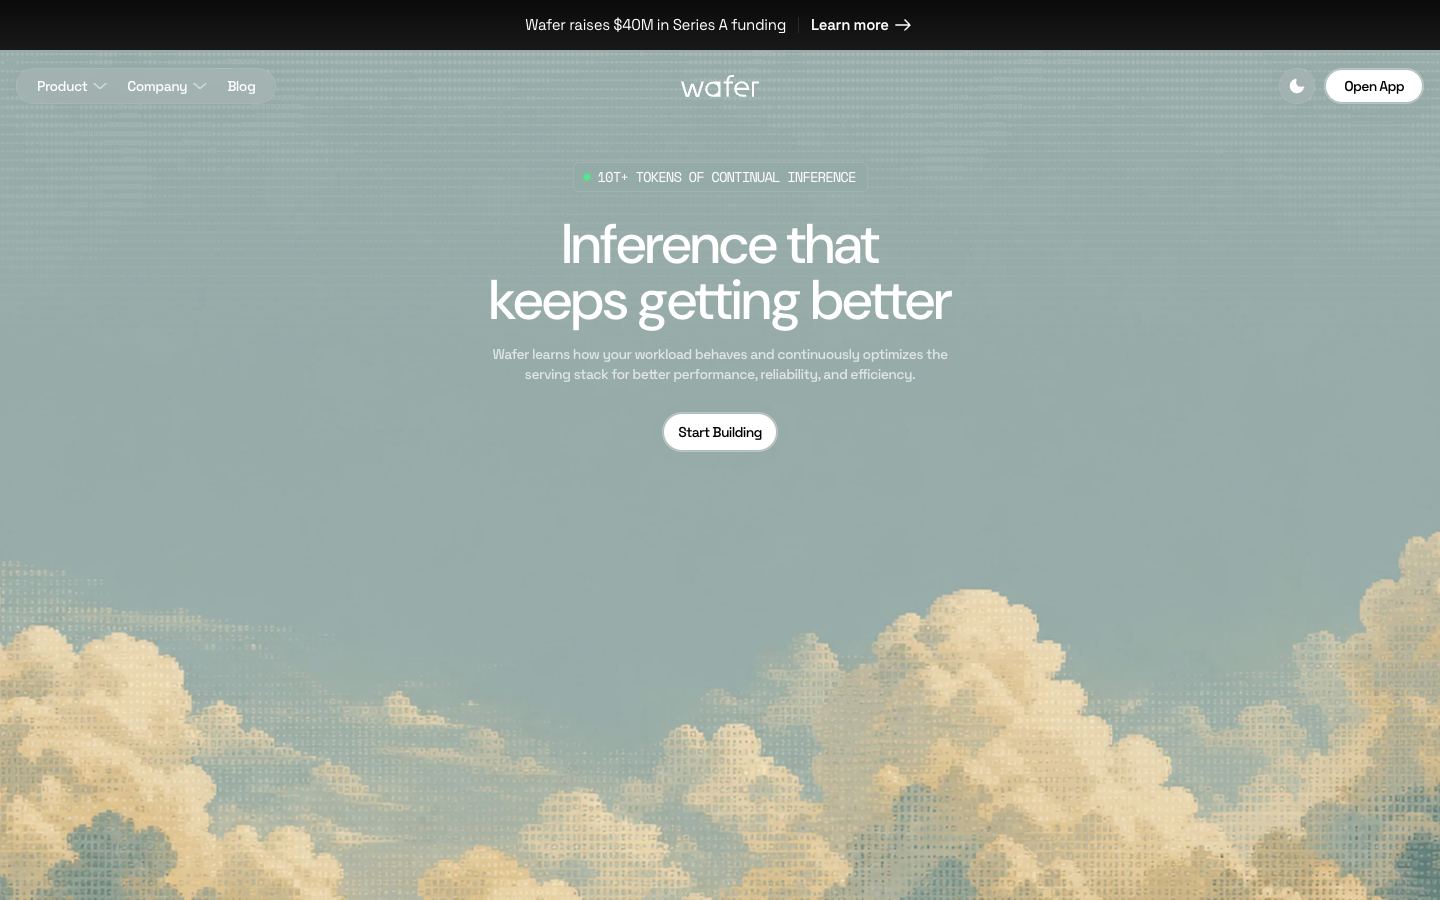 Wafer raises $40M in Series A funding
Learn more
Product
Company
Blog
wafer
Open App
10T+ TOKENS OF CONTINUAL INFERENCE
Inference that
keeps getting better
Wafer learns how your workload behaves and continuously optimizes the
serving stack for better performance, reliability, and efficiency.
Start Building